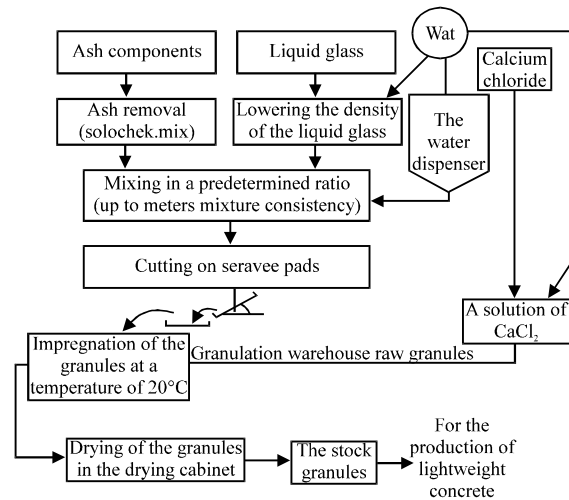 Ash components
Liquid glass
Wat
Calcium
chloride
Ash removal
(solochek.mix)
Lowering the density
of the liquid glass
The
water
dispenser
Mixing in a predetermined ratio
(up to meters mixture consistency)
Cutting on seravee pads
A solution of
CaCl₂
Impregnation of the
granules at a
temperature of 20°C
Granulation warehouse raw granules
Drying of the granules
in the drying cabinet
The stock
granules
For the
production of
lightweight
concrete